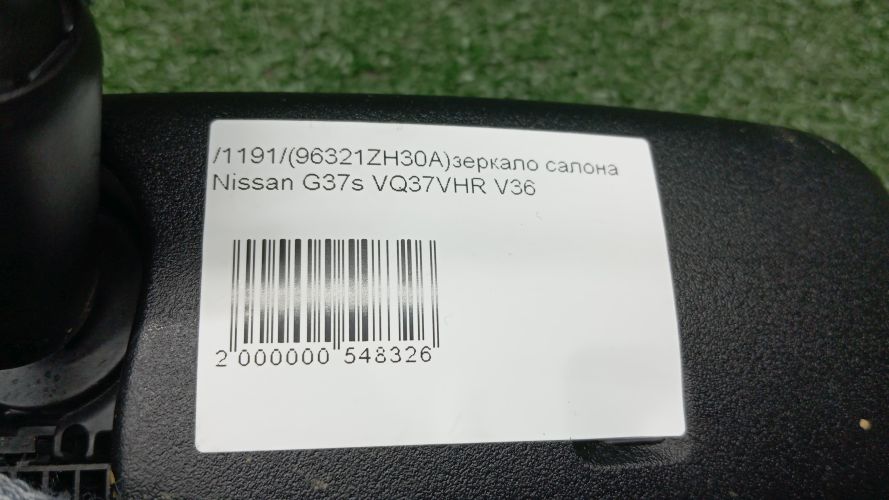 /1191/(96321ZH30A)зеркало салона
Nissan G37s VQ37VHR V36
2 000000 548326